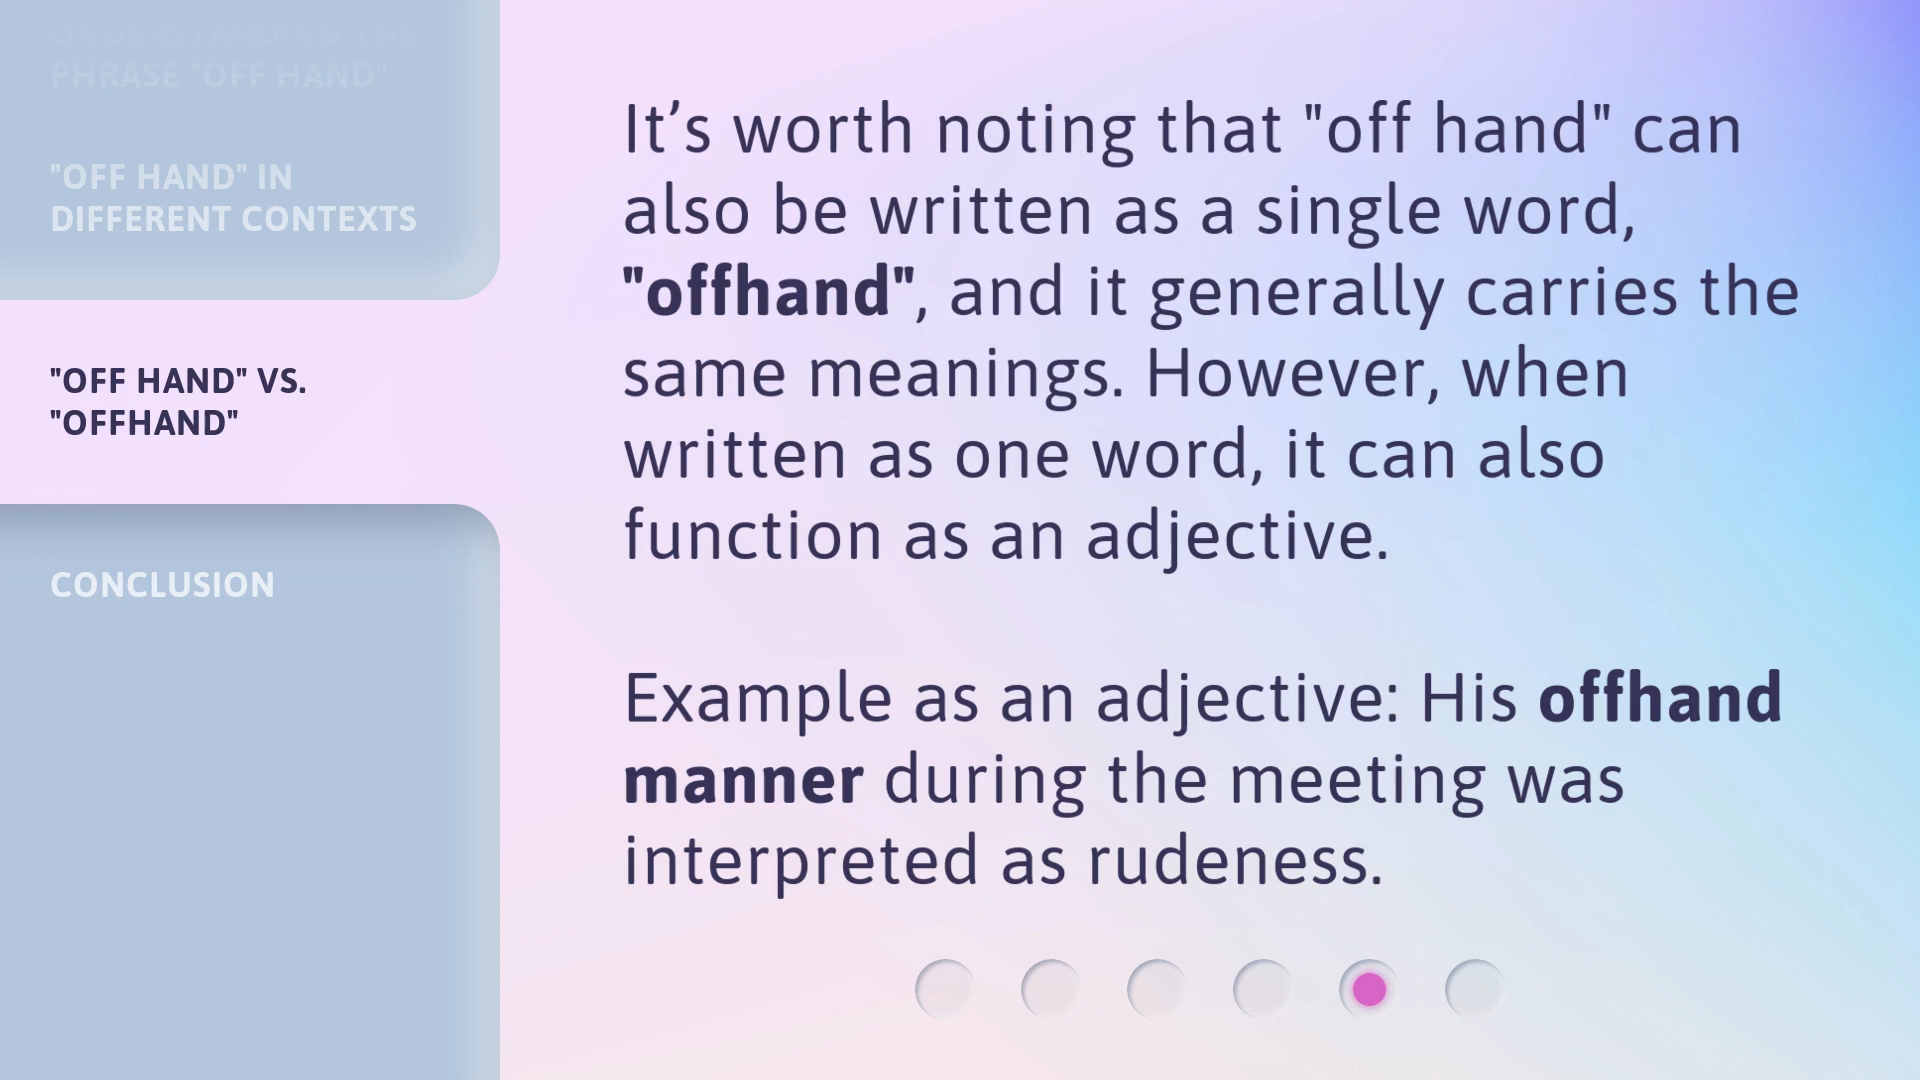 UNDERSTANDING THE
PHRASE "OFF HAND"
"OFF HAND" IN
DIFFERENT CONTEXTS
"OFF HAND" VS.
"OFFHAND"
CONCLUSION
It’s worth noting that "off hand" can
also be written as a single word,
"offhand", and it generally carries the
same meanings. However, when
written as one word, it can also
function as an adjective.
Example as an adjective: His offhand
manner during the meeting was
interpreted as rudeness.